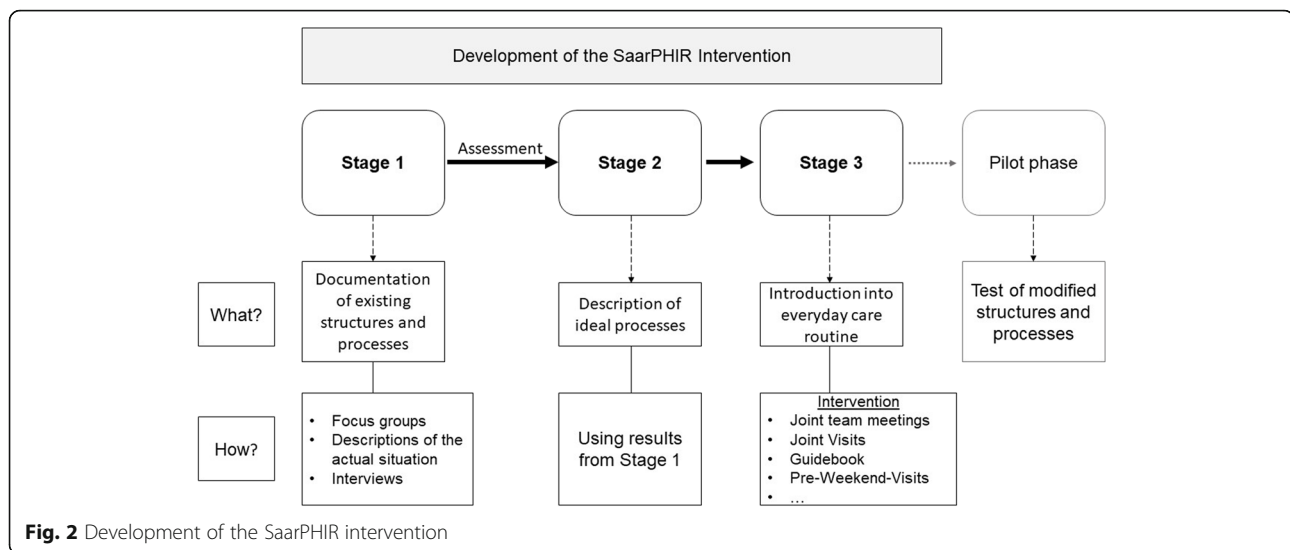 Development of the SaarPHIR Intervention
Stage 1
Assessment
Stage 2
Stage 3
Pilot phase
What?
Documentation
of existing
structures and
processes
Description of
ideal processes
Introduction into
everyday care
routine
Test of modified
structures and
processes
How?
• Focus groups
• Descriptions of the
actual situation
• Interviews
Using results
from Stage 1
Intervention
• Joint team meetings
• Joint Visits
• Guidebook
• Pre-Weekend-Visits
• ...
Fig. 2 Development of the SaarPHIR intervention